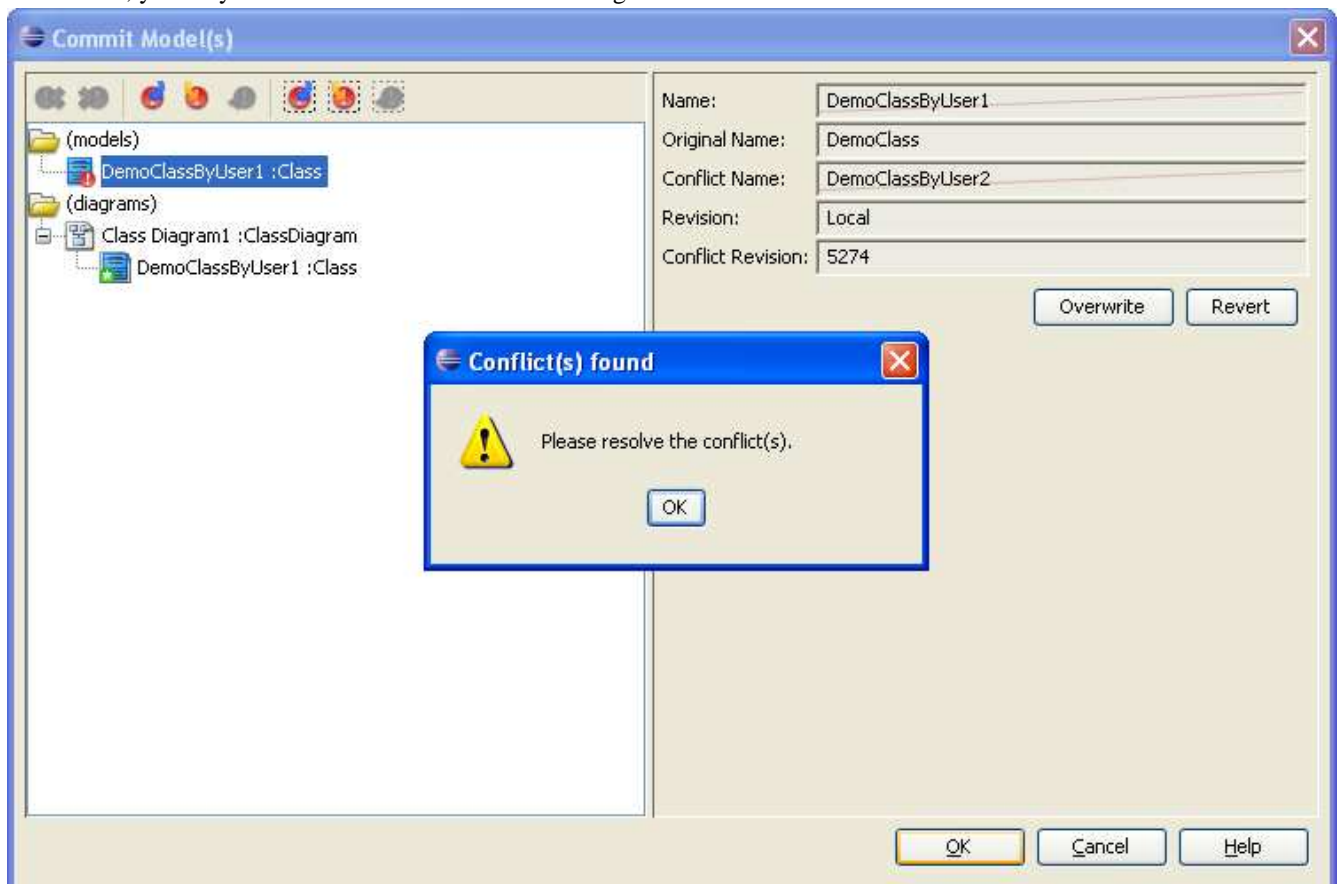 Commit Model(s)
(models)
DemoClassByUser1 :Class
(diagrams)
Class Diagram1 :ClassDiagram
DemoClassByUser1 :Class
Name: DemoClassByUser1
Original Name: DemoClass
Conflict Name: DemoClassByUser2
Revision: Local
Conflict Revision: 5274
Overwrite Revert
Conflict(s) found
Please resolve the conflict(s).
OK
OK Cancel Help